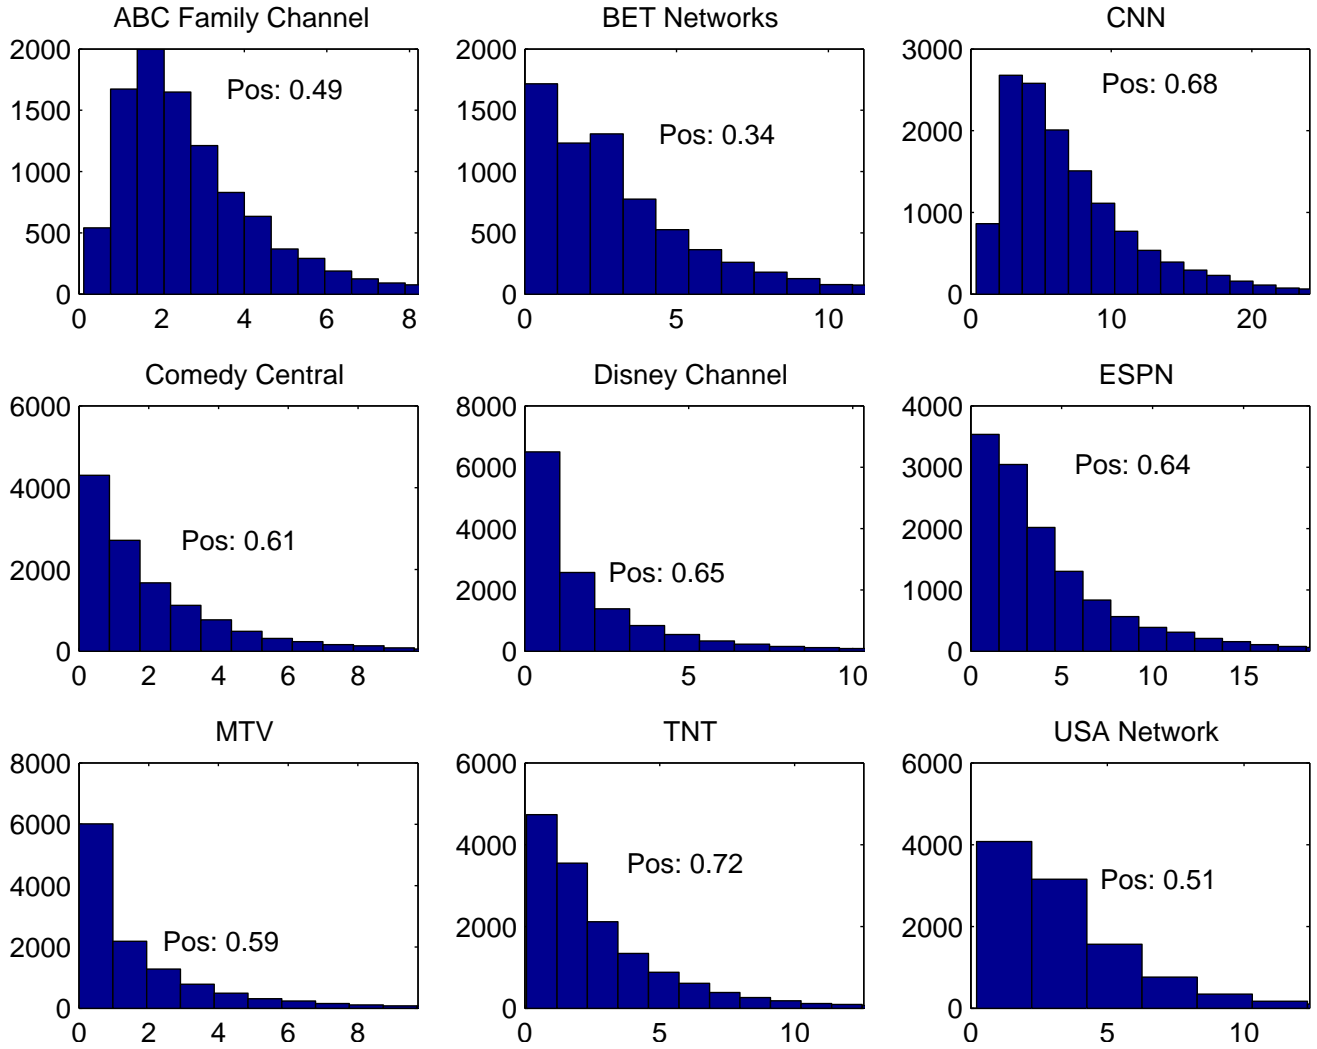 ABC Family Channel
2000
1500
1000
500
0
Pos: 0.49
0 2 4 6 8
BET Networks
2000
1500
1000
500
0
Pos: 0.34
0 5 10
CNN
3000
2000
1000
0
Pos: 0.68
0 10 20
Comedy Central
6000
4000
2000
0
Pos: 0.61
0 2 4 6 8
Disney Channel
8000
6000
4000
2000
0
Pos: 0.65
0 5 10
ESPN
4000
3000
2000
1000
0
Pos: 0.64
0 5 10 15
MTV
8000
6000
4000
2000
0
Pos: 0.59
0 2 4 6 8
TNT
6000
4000
2000
0
Pos: 0.72
0 5 10
USA Network
6000
4000
2000
0
Pos: 0.51
0 5 10